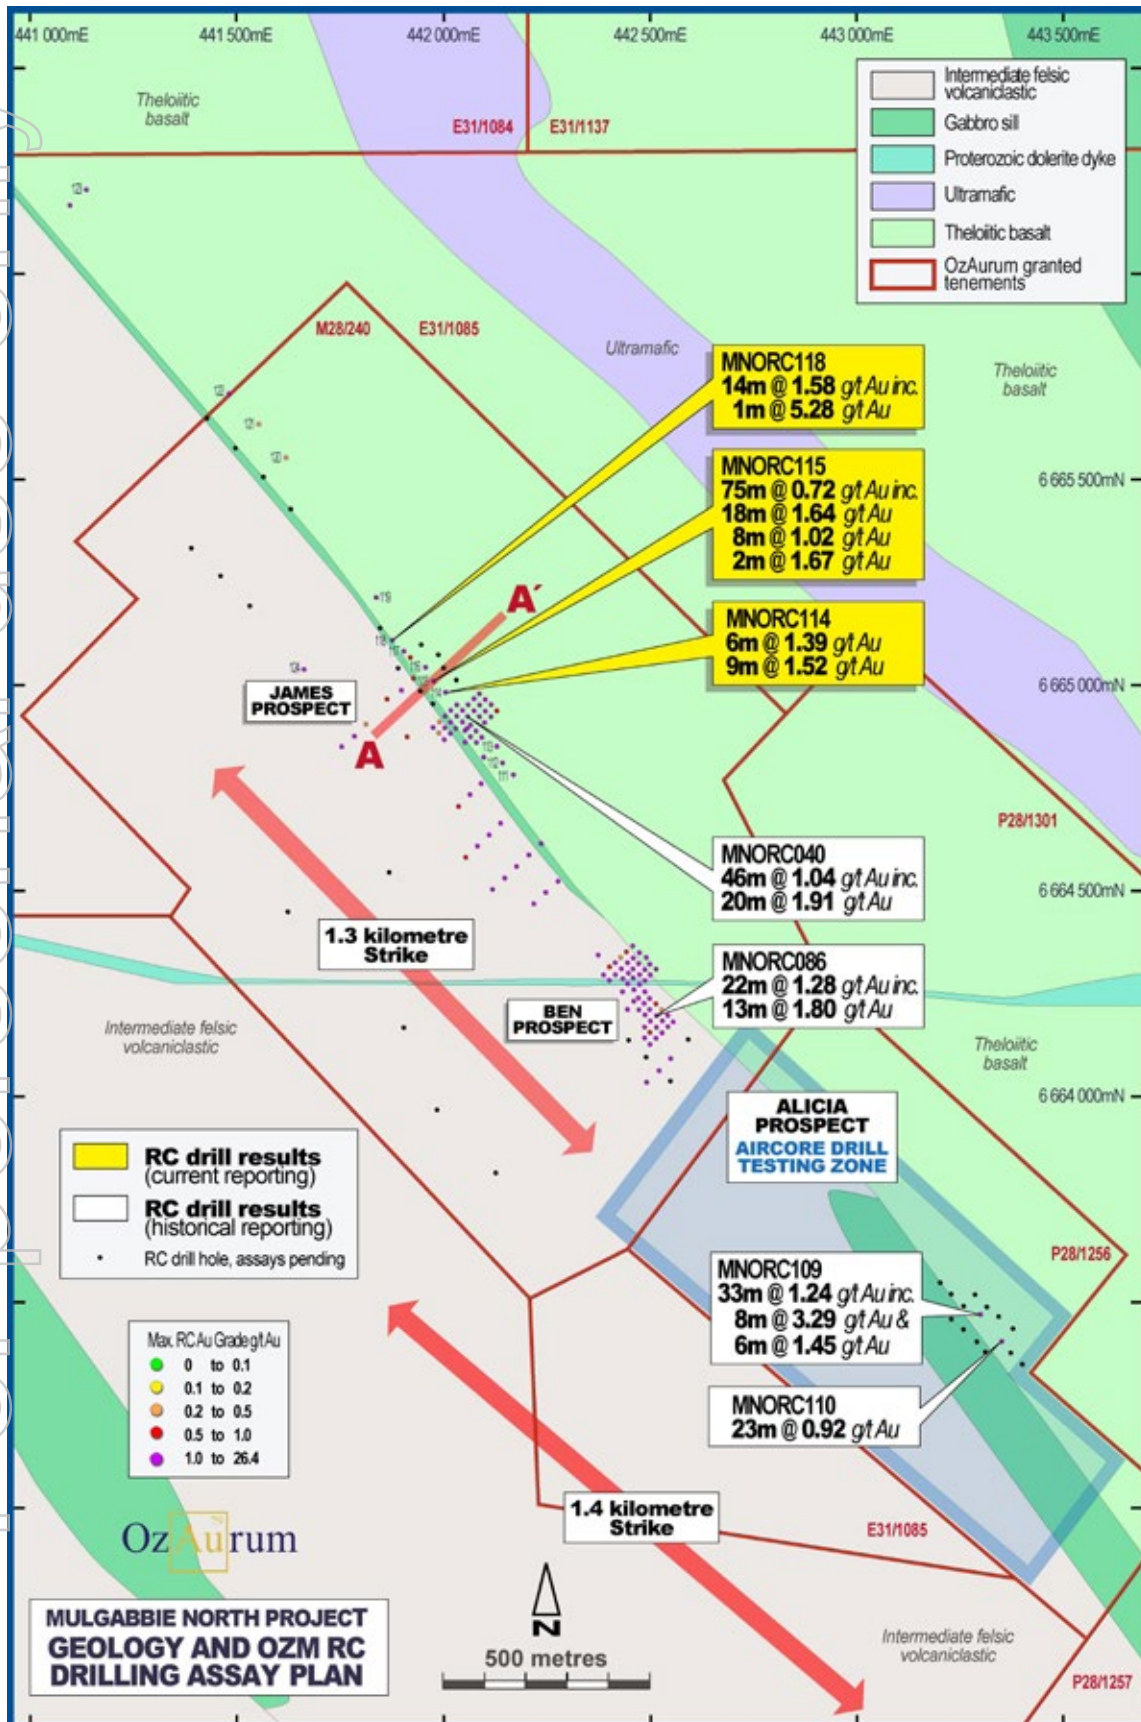 441 000mE
441 500mE
442 000mE
442 500mE
443 000mE
443 500mE
Intermediate felsic
volcaniclastic
Gabbro sill
Proterozoic dolerite dyke
Ultramafic
Theloiitic basalt
OzAurum granted
tenements
Theloiitic
basalt
E31/1084
E31/1137
123
M28/240
E31/1085
Ultramafic
Theloiitic
basalt
MNORC118
14m @ 1.58 g/t Au inc.
1m @ 5.28 g/t Au
MNORC115
75m @ 0.72 g/t Au inc.
18m @ 1.64 g/t Au
8m @ 1.02 g/t Au
2m @ 1.67 g/t Au
6 665 500mN
MNORC114
6m @ 1.39 g/t Au
9m @ 1.52 g/t Au
119
118
124
A´
JAMES
PROSPECT
A
6 665 000mN
113
112
111
P28/1301
MNORC040
46m @ 1.04 g/t Au inc.
20m @ 1.91 g/t Au
6 664 500mN
1.3 kilometre
Strike
MNORC086
22m @ 1.28 g/t Au inc.
13m @ 1.80 g/t Au
BEN
PROSPECT
Intermediate felsic
volcaniclastic
Theloiitic
basalt
6 664 000mN
ALICIA
PROSPECT
AIRCORE DRILL
TESTING ZONE
RC drill results
(current reporting)
RC drill results
(historical reporting)
RC drill hole, assays pending
P28/1256
MNORC109
33m @ 1.24 g/t Au inc.
8m @ 3.29 g/t Au &
6m @ 1.45 g/t Au
Max. RC Au Grade g/t Au
0 to 0.1
0.1 to 0.2
0.2 to 0.5
0.5 to 1.0
1.0 to 26.4
MNORC110
23m @ 0.92 g/t Au
1.4 kilometre
Strike
E31/1085
OzAurum
MULGABBIE NORTH PROJECT
GEOLOGY AND OZM RC
DRILLING ASSAY PLAN
N
500 metres
Intermediate felsic
volcaniclastic
P28/1257